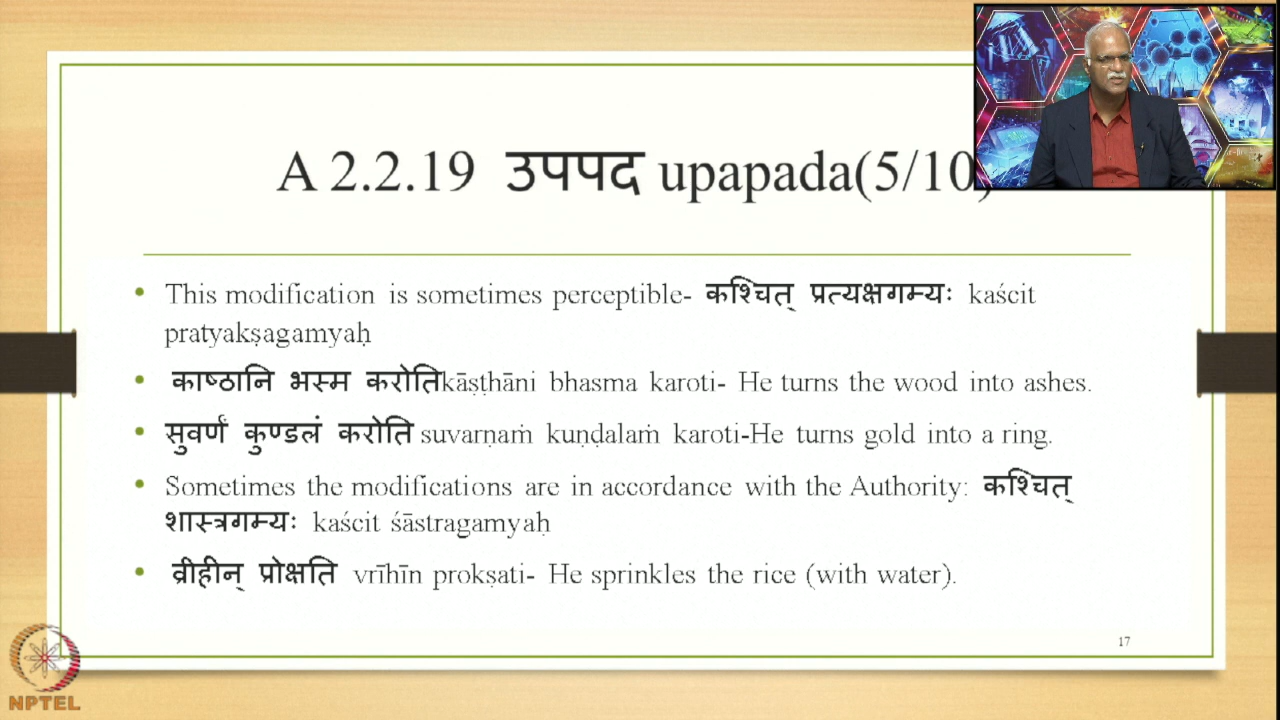 A 2.2.19 उपपद upapada(5/10)
• This modification is sometimes perceptible- कश्चित् प्रत्यक्षगम्यः kaścit
pratyakṣagamyaḥ
• काष्ठानि भस्म करोतिkāṣṭhāni bhasma karoti- He turns the wood into ashes.
• सुवर्णं कुण्डलं करोति suvarṇaṁ kuṇḍalaṁ karoti-He turns gold into a ring.
• Sometimes the modifications are in accordance with the Authority: कश्चित्
शास्त्रगम्यः kaścit śāstragamyaḥ
• व्रीहीन् प्रोक्षति vrīhīn prokṣati- He sprinkles the rice (with water).
17
NPTEL